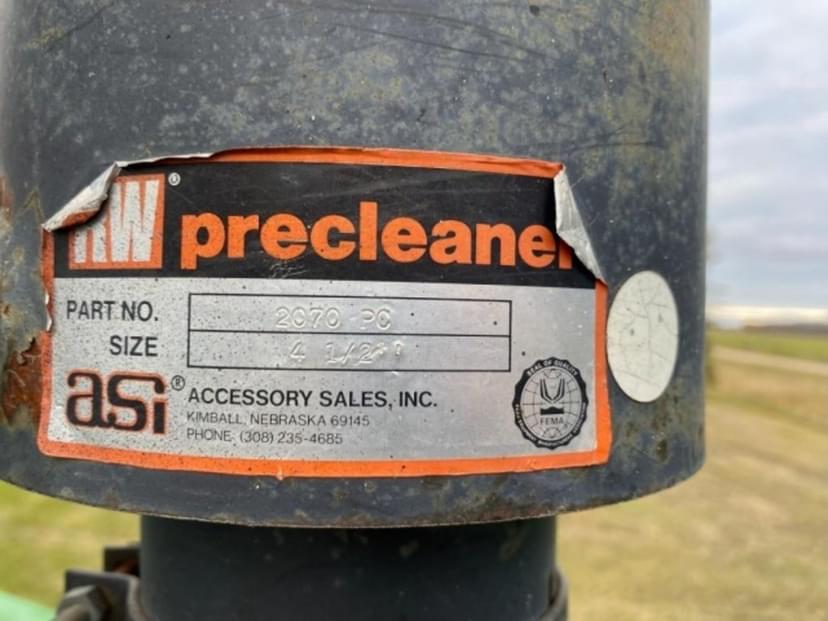 RW® precleaner
PART NO. 2070 PC
SIZE 4 1/2"
asi® ACCESSORY SALES, INC.
KIMBALL, NEBRASKA 69145
PHONE: (308) 235-4685
SEAL OF QUALITY
FEMA